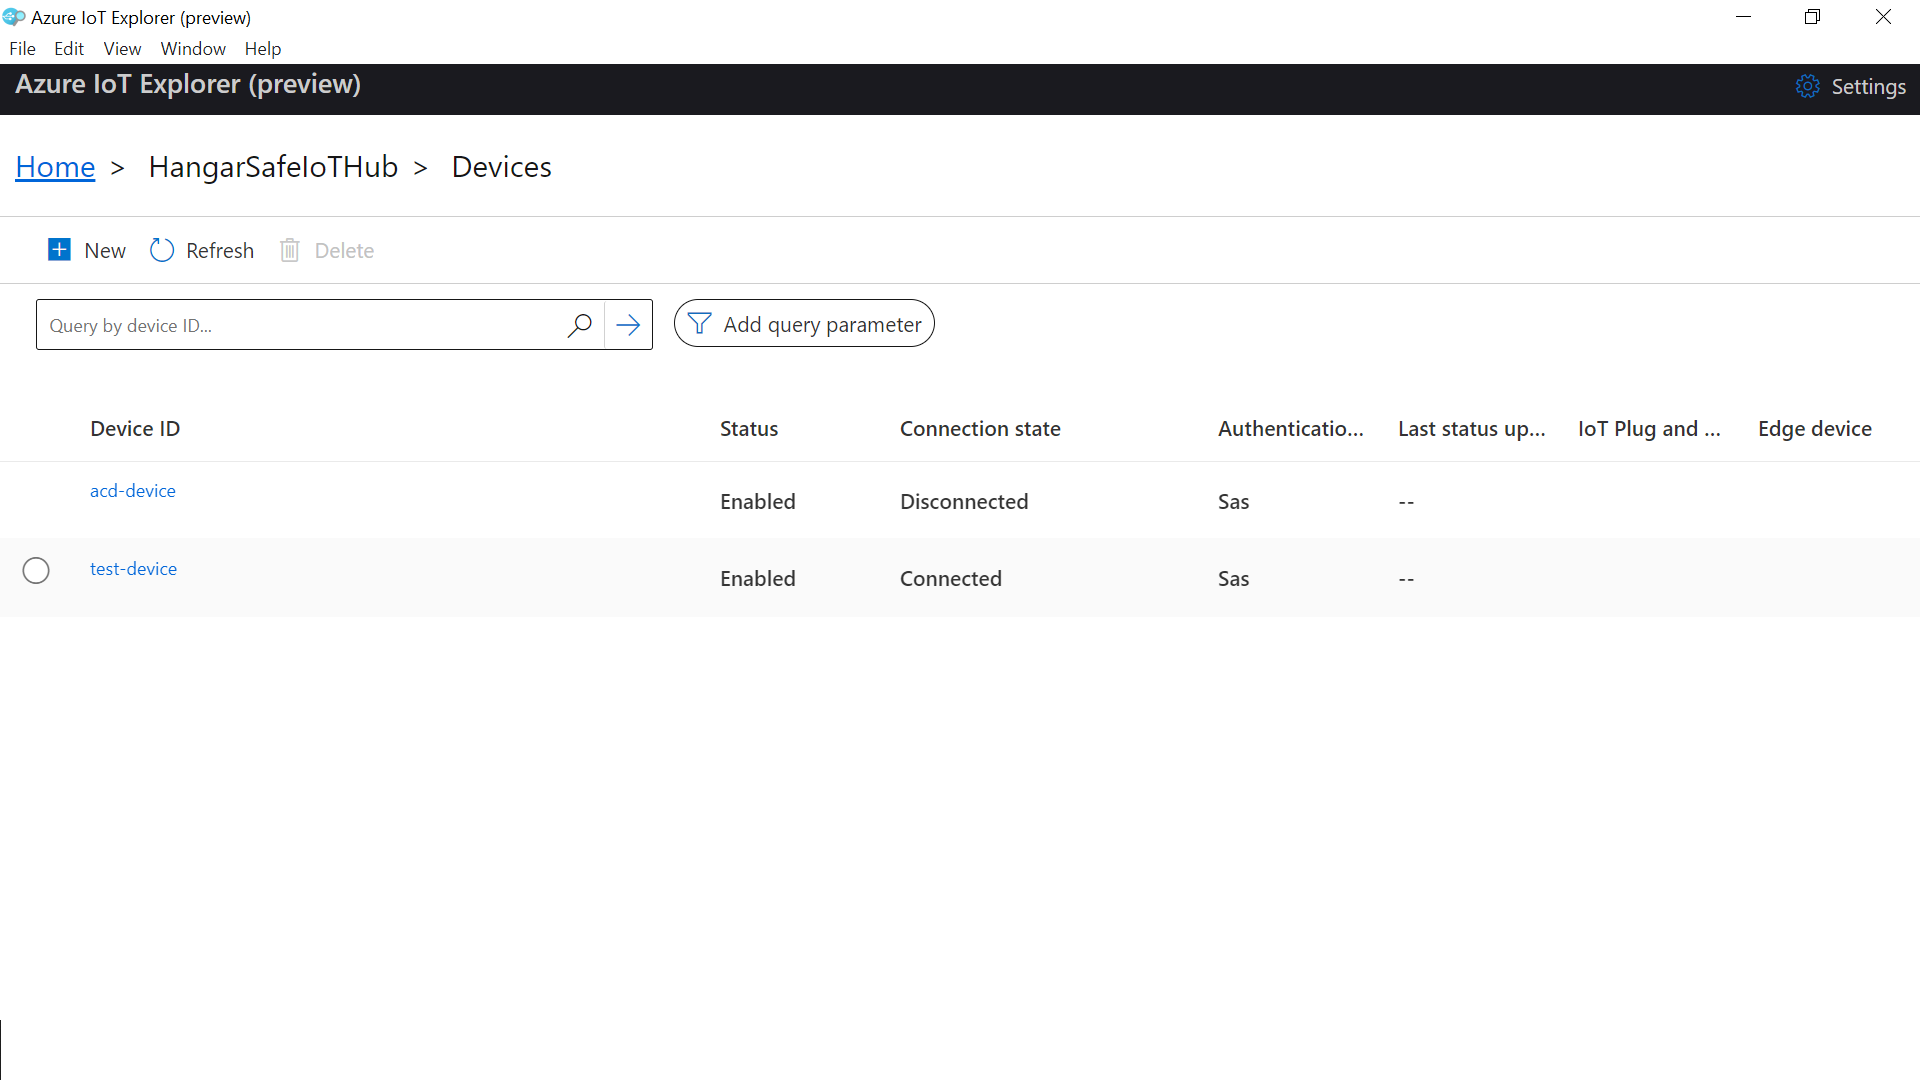 Azure IoT Explorer (preview)
File Edit View Window Help
Azure IoT Explorer (preview) Settings
Home > HangarSafeIoTHub > Devices
New Refresh Delete
Query by device ID... Add query parameter
Device ID Status Connection state Authenticatio... Last status up... IoT Plug and ... Edge device
acd-device Enabled Disconnected Sas --
test-device Enabled Connected Sas --